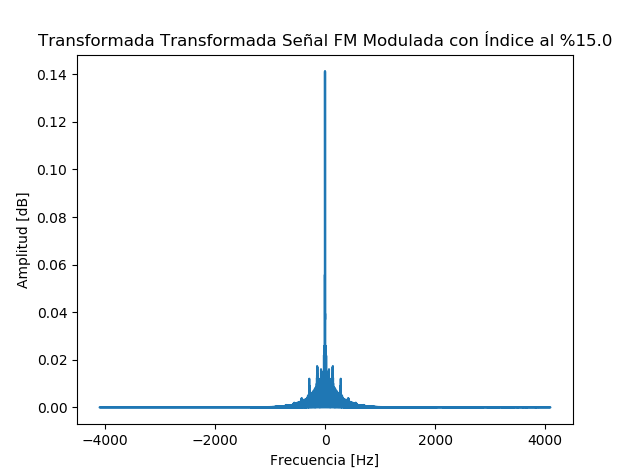 Transformada Transformada Señal FM Modulada con Índice al %15.0
0.14
0.12
0.10
0.08
0.06
0.04
0.02
0.00
Amplitud [dB]
−4000 −2000 0 2000 4000
Frecuencia [Hz]